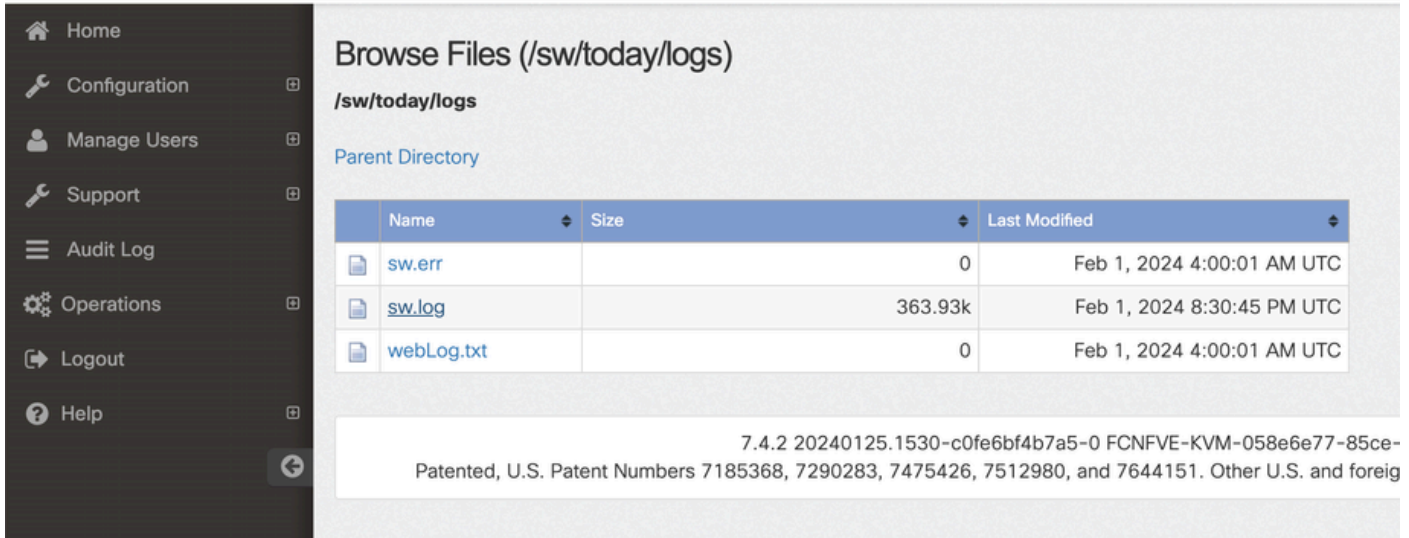 Home
Configuration
Manage Users
Support
Audit Log
Operations
Logout
Help
Browse Files (/sw/today/logs)
/sw/today/logs
Parent Directory
Name Size Last Modified
sw.err 0 Feb 1, 2024 4:00:01 AM UTC
sw.log 363.93k Feb 1, 2024 8:30:45 PM UTC
webLog.txt 0 Feb 1, 2024 4:00:01 AM UTC
7.4.2 20240125.1530-c0fe6bf4b7a5-0 FCNFVE-KVM-058e6e77-85ce-
Patented, U.S. Patent Numbers 7185368, 7290283, 7475426, 7512980, and 7644151. Other U.S. and foreig